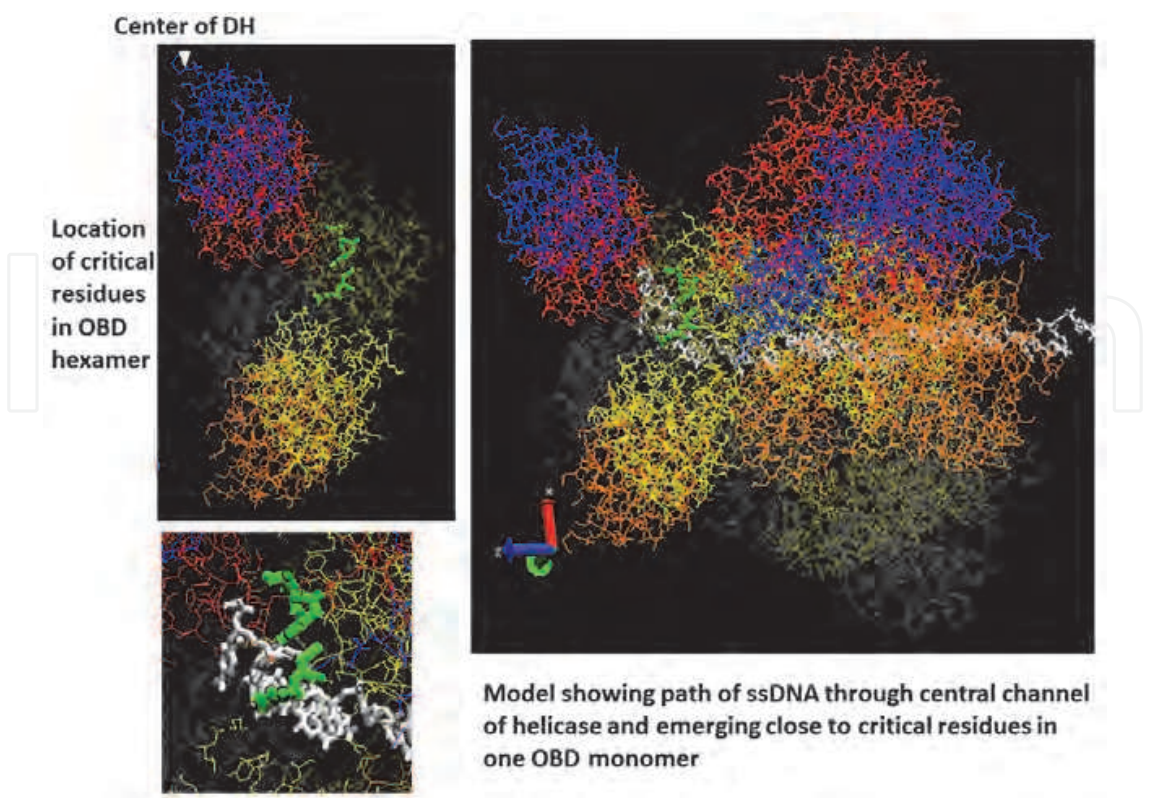 Center of DH
Location
of critical
residues
in OBD
hexamer
Model showing path of ssDNA through central channel
of helicase and emerging close to critical residues in
one OBD monomer